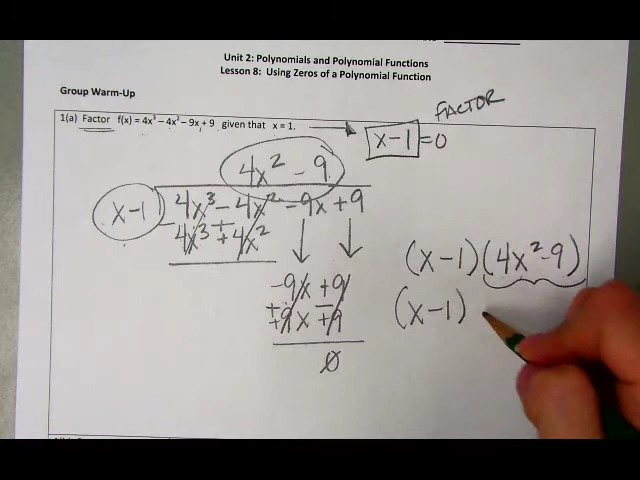 Unit 2: Polynomials and Polynomial Functions
Lesson 8: Using Zeros of a Polynomial Function
Group Warm-Up
FACTOR
1(a) Factor f(x) = 4x³ – 4x² – 9x + 9 given that x = 1.
x-1 = 0
4x² - 9
x-1 4x³ - 4x² - 9x + 9
4x³ + 4x²
(x-1)(4x²-9)
-9x +9
+9x +9
(x-1)
0